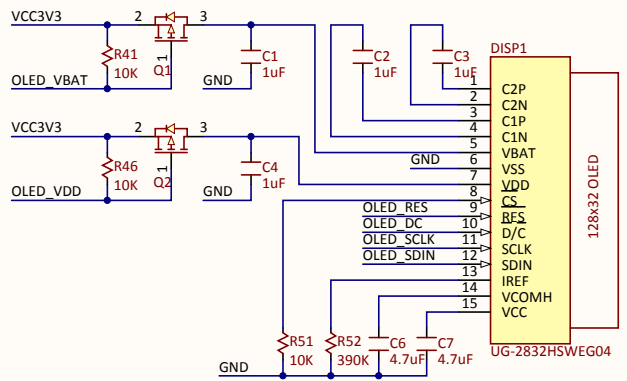 VCC3V3
2
3
R41
10K
1
Q1
OLED_VBAT
GND
C1
1uF
C2
1uF
C3
1uF
VCC3V3
2
3
R46
10K
1
Q2
OLED_VDD
GND
C4
1uF
DISP1
1 C2P
2 C2N
3 C1P
4 C1N
5 VBAT
GND 6 VSS
7 VDD
8 CS
OLED_RES 9 RES
OLED_DC 10 D/C
OLED_SCLK 11 SCLK
OLED_SDIN 12 SDIN
13 IREF
14 VCOMH
15 VCC
128x32 OLED
UG-2832HSWEG04
R51
10K
R52
390K
C6
4.7uF
C7
4.7uF
GND